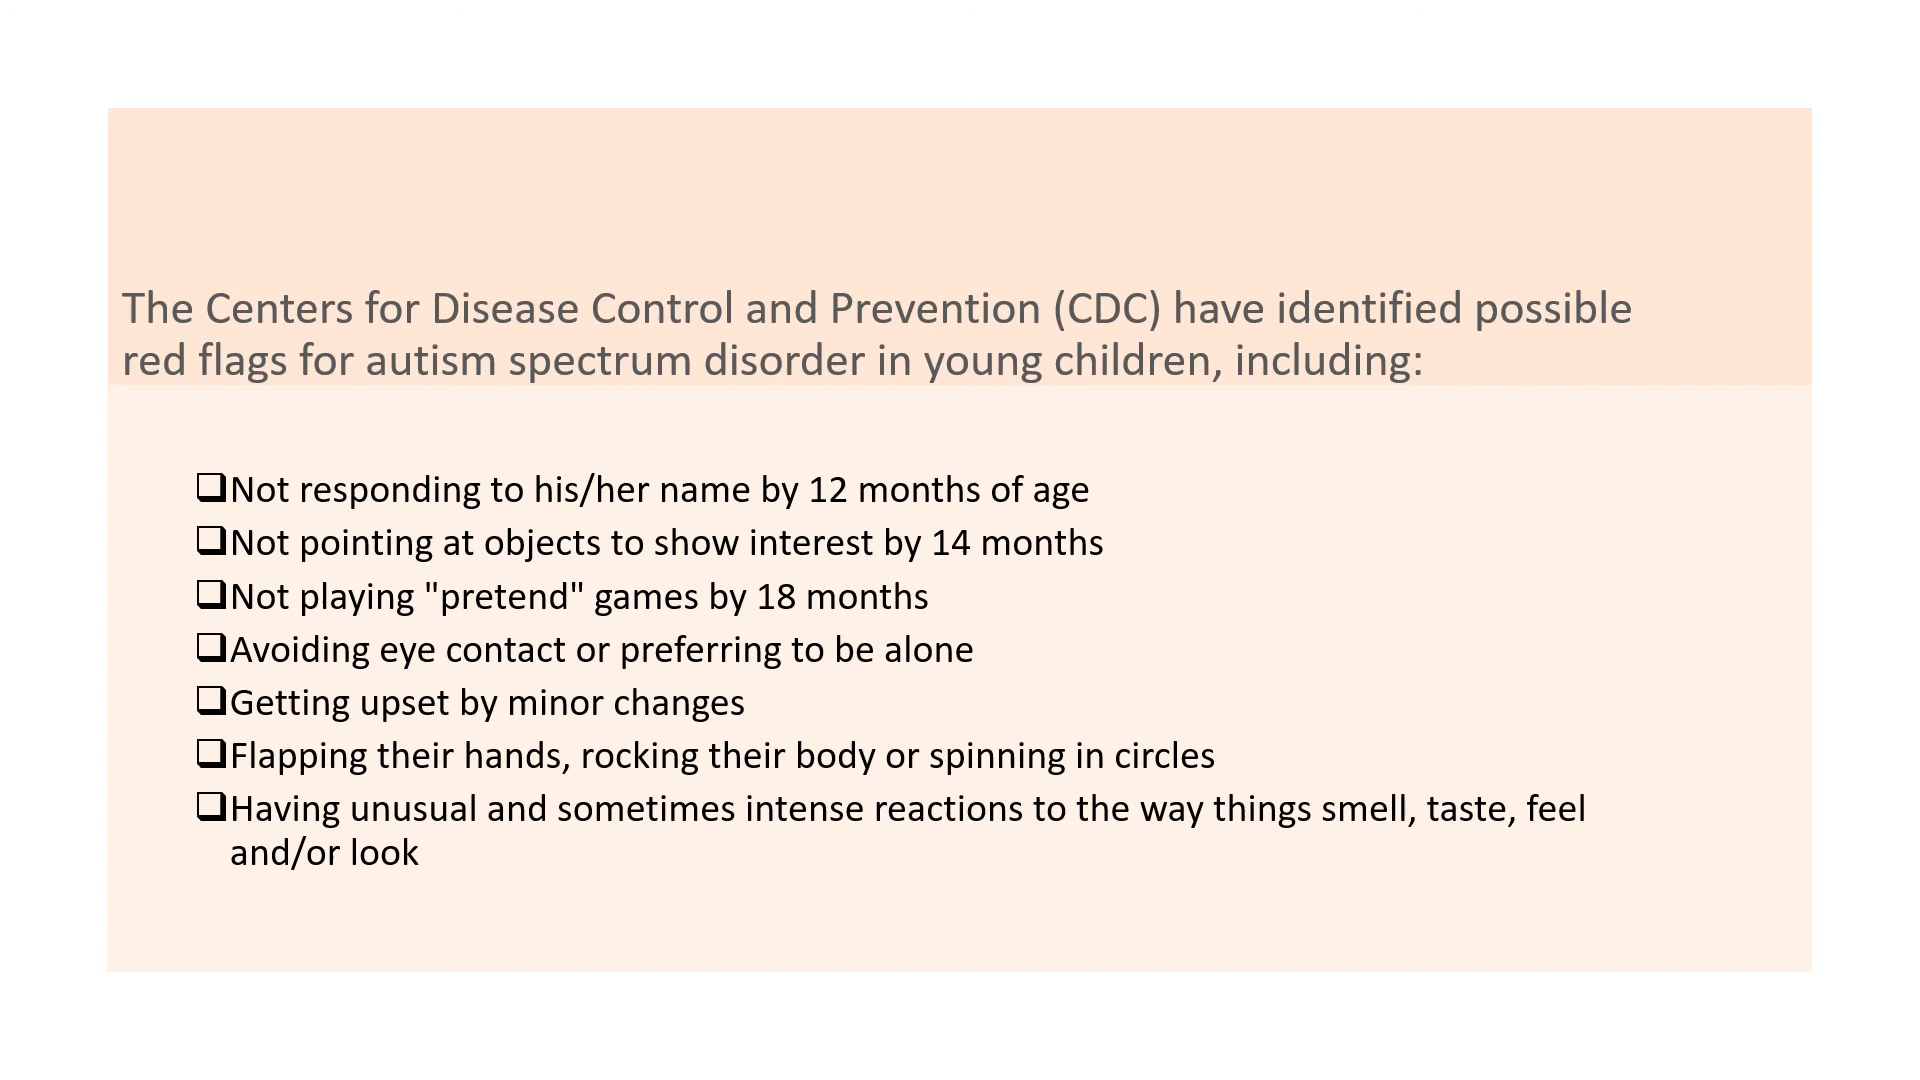 The Centers for Disease Control and Prevention (CDC) have identified possible
red flags for autism spectrum disorder in young children, including:
❑Not responding to his/her name by 12 months of age
❑Not pointing at objects to show interest by 14 months
❑Not playing "pretend" games by 18 months
❑Avoiding eye contact or preferring to be alone
❑Getting upset by minor changes
❑Flapping their hands, rocking their body or spinning in circles
❑Having unusual and sometimes intense reactions to the way things smell, taste, feel
and/or look